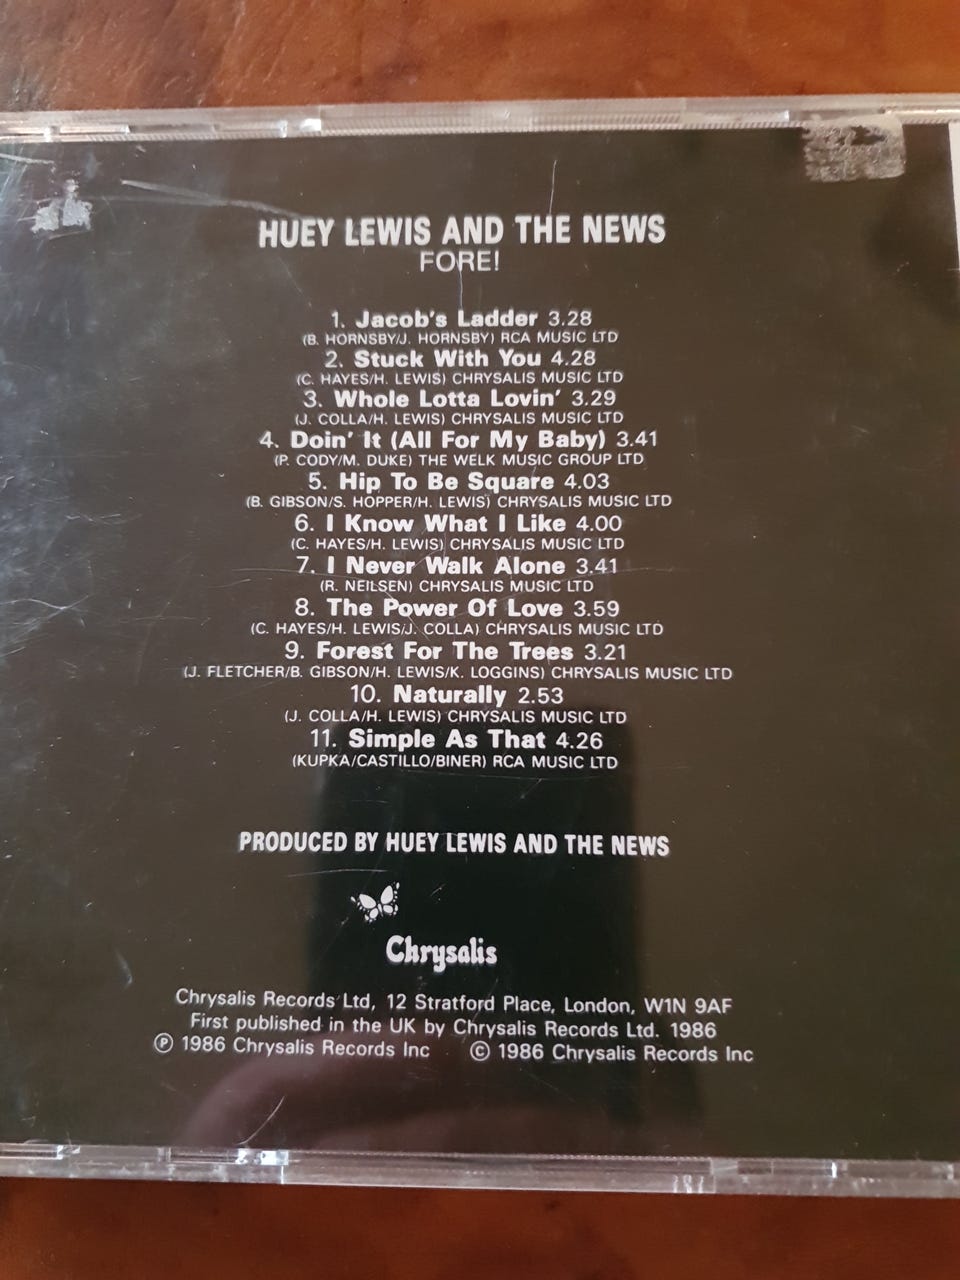 HUEY LEWIS AND THE NEWS
FORE!
1. Jacob's Ladder 3.28
(B. HORNSBY/J. HORNSBY) RCA MUSIC LTD
2. Stuck With You 4.28
(C. HAYES/H. LEWIS) CHRYSALIS MUSIC LTD
3. Whole Lotta Lovin' 3.29
(J. COLLA/H. LEWIS) CHRYSALIS MUSIC LTD
4. Doin' It (All For My Baby) 3.41
(P. CODY/M. DUKE) THE WELK MUSIC GROUP LTD
5. Hip To Be Square 4.03
(B. GIBSON/S. HOPPER/H. LEWIS) CHRYSALIS MUSIC LTD
6. I Know What I Like 4.00
(C. HAYES/H. LEWIS) CHRYSALIS MUSIC LTD
7. I Never Walk Alone 3.41
(R. NEILSEN) CHRYSALIS MUSIC LTD
8. The Power Of Love 3.59
(C. HAYES/H. LEWIS/J. COLLA) CHRYSALIS MUSIC LTD
9. Forest For The Trees 3.21
(J. FLETCHER/B. GIBSON/H. LEWIS/K. LOGGINS) CHRYSALIS MUSIC LTD
10. Naturally 2.53
(J. COLLA/H. LEWIS) CHRYSALIS MUSIC LTD
11. Simple As That 4.26
(KUPKA/CASTILLO/BINER) RCA MUSIC LTD
PRODUCED BY HUEY LEWIS AND THE NEWS
Chrysalis
Chrysalis Records Ltd, 12 Stratford Place, London, W1N 9AF
First published in the UK by Chrysalis Records Ltd. 1986
℗ 1986 Chrysalis Records Inc © 1986 Chrysalis Records Inc